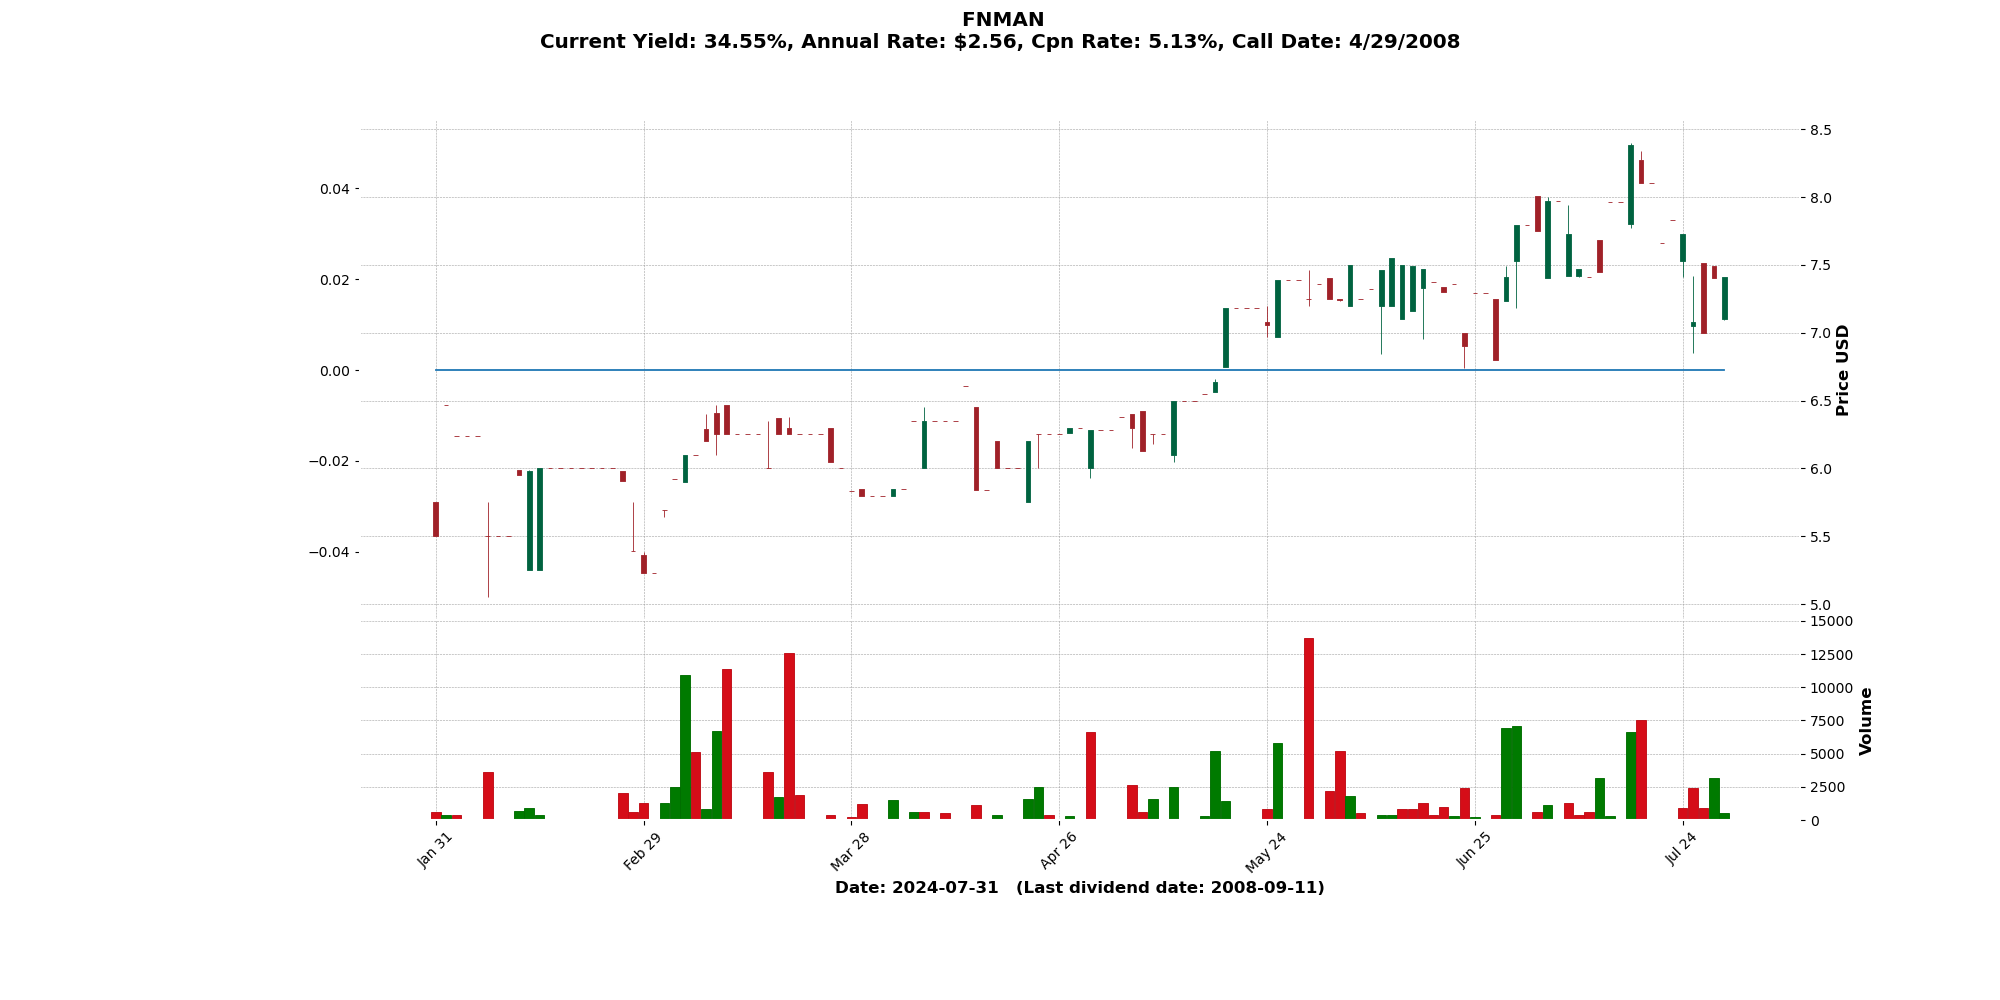 FNMAN
Current Yield: 34.55%, Annual Rate: $2.56, Cpn Rate: 5.13%, Call Date: 4/29/2008
8.5
0.04
8.0
7.5
0.02
7.0
0.00
6.5
−0.02
6.0
5.5
−0.04
5.0
Price USD
15000
12500
10000
7500
5000
2500
0
Volume
Jan 31
Feb 29
Mar 28
Apr 26
May 24
Jun 25
Jul 24
Date: 2024-07-31 (Last dividend date: 2008-09-11)